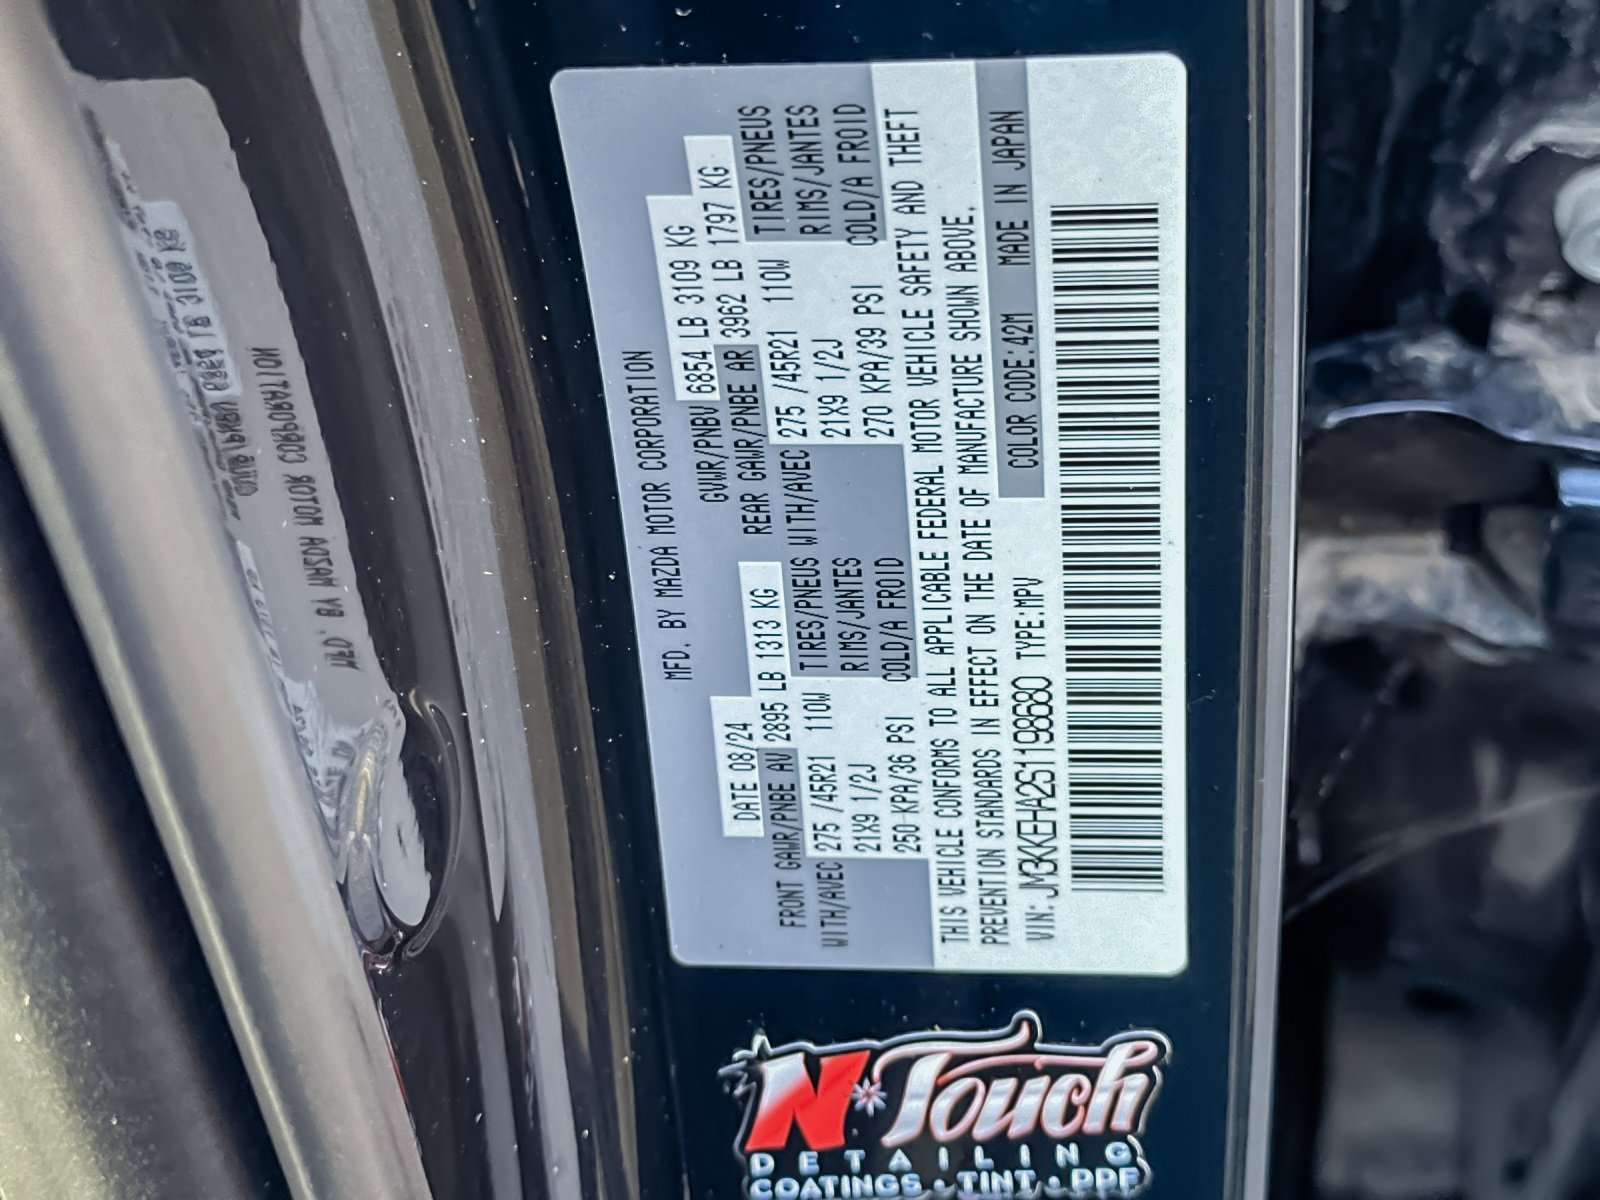 MFD. BY MAZDA MOTOR CORPORATION
DATE 08/24 GVWR/PNBV 6854 LB 3109 KG
FRONT GAWR/PNBE AV 2895 LB 1313 KG REAR GAWR/PNBE AR 3962 LB 1797 KG
WITH/AVEC 275 /45R21 110W TIRES/PNEUS WITH/AVEC 275 /45R21 110W TIRES/PNEUS
21X9 1/2J RIMS/JANTES 21X9 1/2J RIMS/JANTES
250 KPA/36 PSI COLD/A FROID 270 KPA/39 PSI COLD/A FROID
THIS VEHICLE CONFORMS TO ALL APPLICABLE FEDERAL MOTOR VEHICLE SAFETY AND THEFT
PREVENTION STANDARDS IN EFFECT ON THE DATE OF MANUFACTURE SHOWN ABOVE.
VIN:JM3KKEHA2S1198680 TYPE:MPV COLOR CODE:42M MADE IN JAPAN
N Touch
DETAILING
COATINGS • TINT • PPF